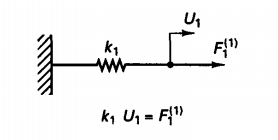 U₁
k₁
F₁⁽¹⁾
k₁ U₁ = F₁⁽¹⁾